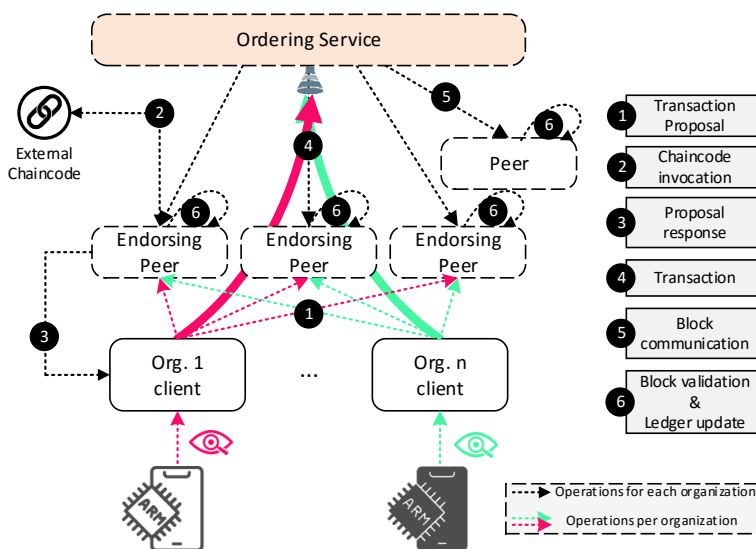 Ordering Service
5
6
1
Transaction
Proposal
2
External
Chaincode
Peer
2
Chaincode
invocation
4
6
6
6
3
Proposal
response
Endorsing
Peer
Endorsing
Peer
Endorsing
Peer
4
Transaction
1
3
5
Block
communication
Org. 1
client
...
Org. n
client
6
Block validation
&
Ledger update
ARM
ARM
Operations for each organization
Operations per organization